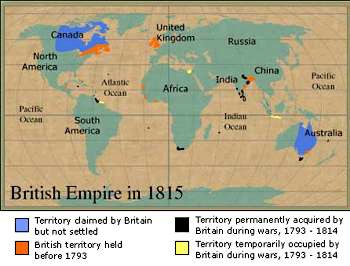 Canada
United
Kingdom
Russia
North
America
China
Atlantic
Ocean
Pacific
Ocean
India
Africa
Pacific
Ocean
South
America
Indian
Ocean
Australia
British Empire in 1815
Territory claimed by Britain
but not settled
Territory permanently acquired by
Britain during wars, 1793 - 1814
British territory held
before 1793
Territory temporarily occupied by
Britain during wars, 1793 - 1814